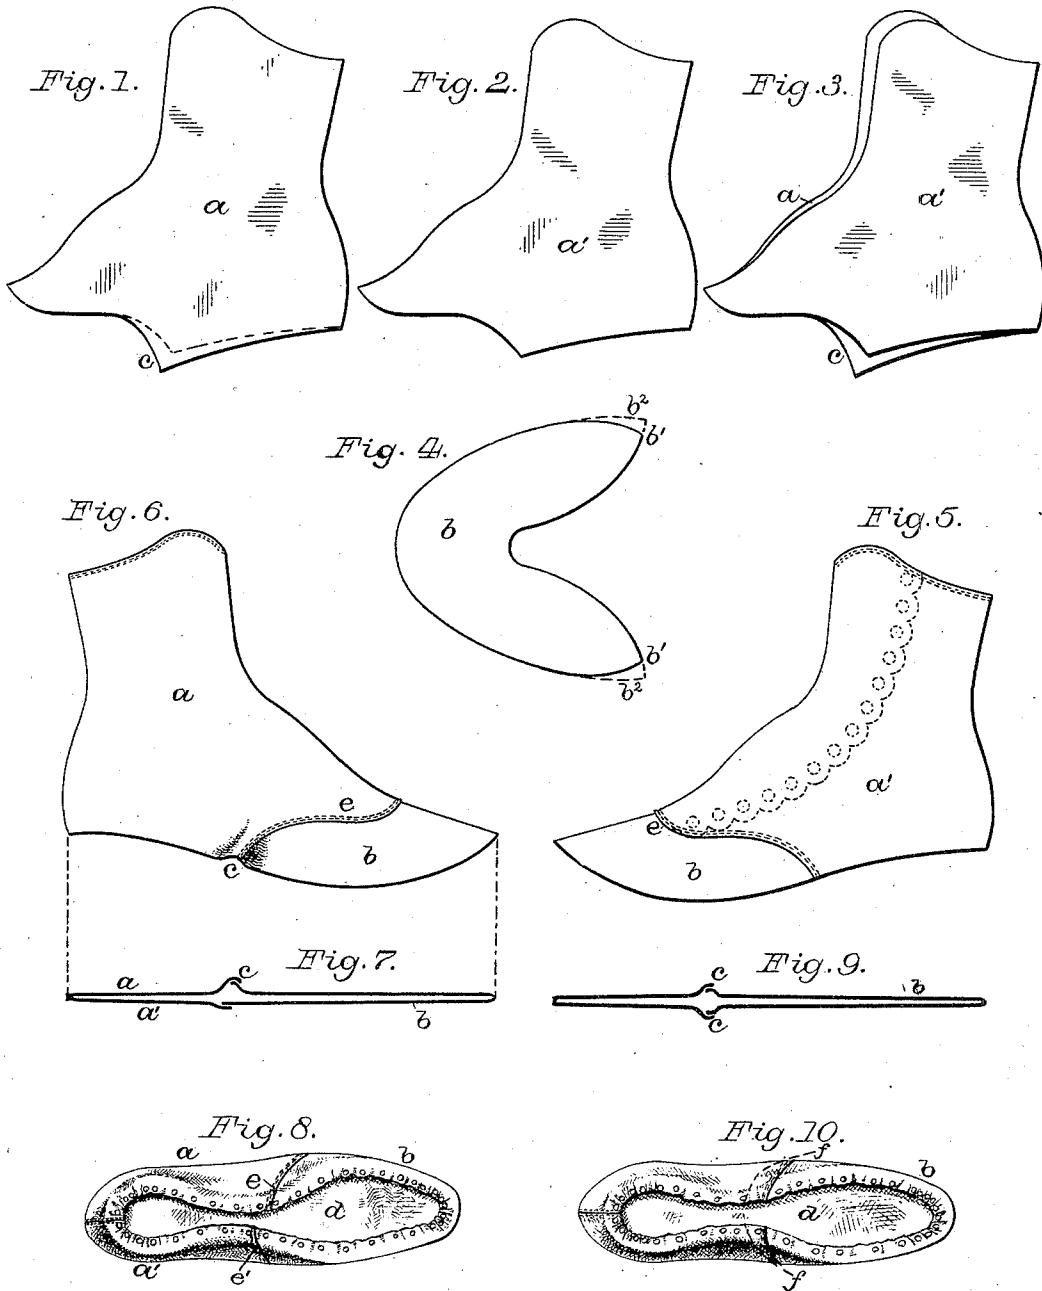 Fig. 1.
Fig. 2.
Fig. 3.
a
a'
a
a'
c
c
Fig. 4.
b²
b'
b
b'
b²
Fig. 6.
Fig. 5.
a
e
b
c
a'
e
b
Fig. 7.
a
a'
c
b
Fig. 9.
c
c
b
Fig. 8.
a
b
e
d
a'
e'
Fig. 10.
f
b
d
f